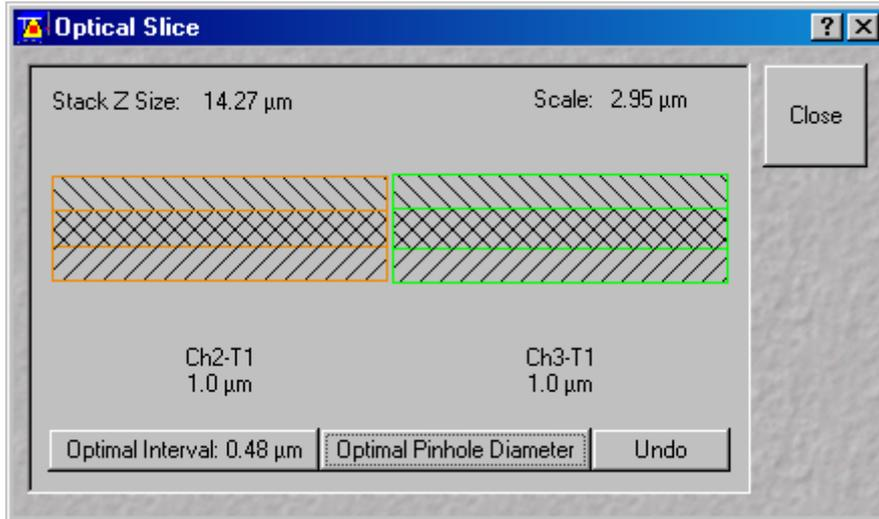 Optical Slice
Stack Z Size: 14.27 µm Scale: 2.95 µm
Close
Ch2-T1 Ch3-T1
1.0 µm 1.0 µm
Optimal Interval: 0.48 µm Optimal Pinhole Diameter Undo